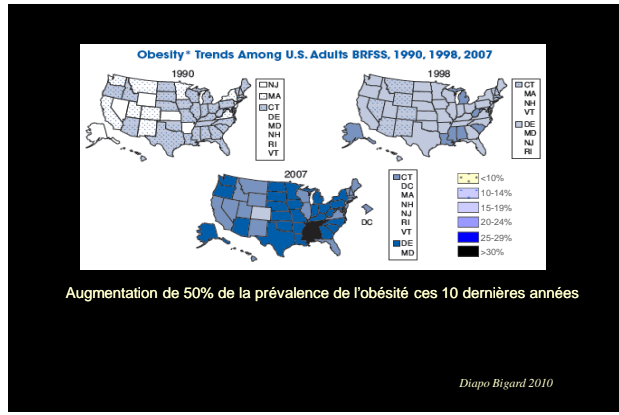 Obesity* Trends Among U.S. Adults BRFSS, 1990, 1998, 2007
1990
NJ
MA
CT
DE
MD
NH
RI
VT
1998
CT
MA
NH
VT
DE
MD
NJ
RI
2007
CT
DC
MA
NH
NJ
RI
VT
DE
MD
DC
<10%
10-14%
15-19%
20-24%
25-29%
>30%
Augmentation de 50% de la prévalence de l'obésité ces 10 dernières années
Diapo Bigard 2010